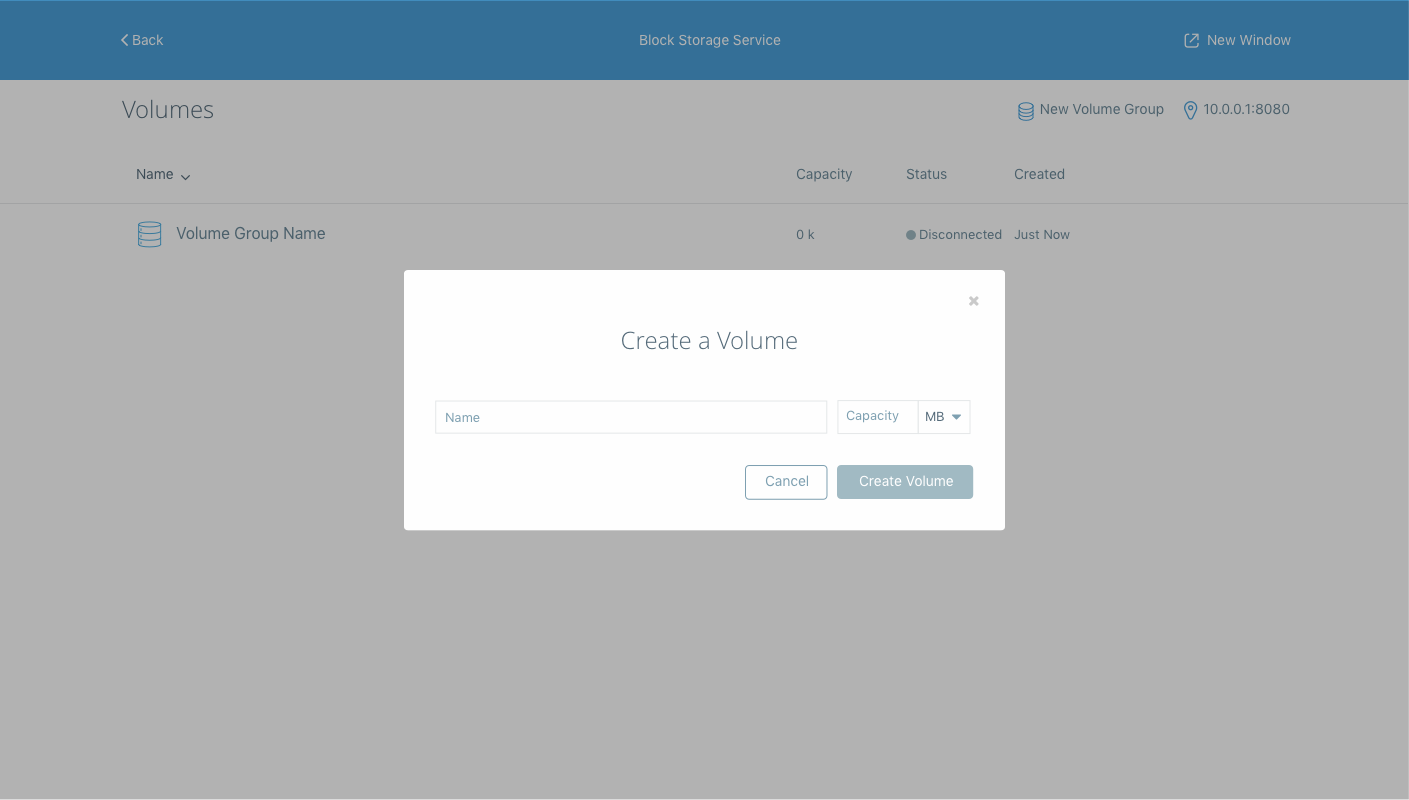 Back
Block Storage Service
New Window
Volumes
New Volume Group
10.0.0.1:8080
Name
Capacity
Status
Created
Volume Group Name
0 k
Disconnected
Just Now
Create a Volume
Name
Capacity
MB
Cancel
Create Volume